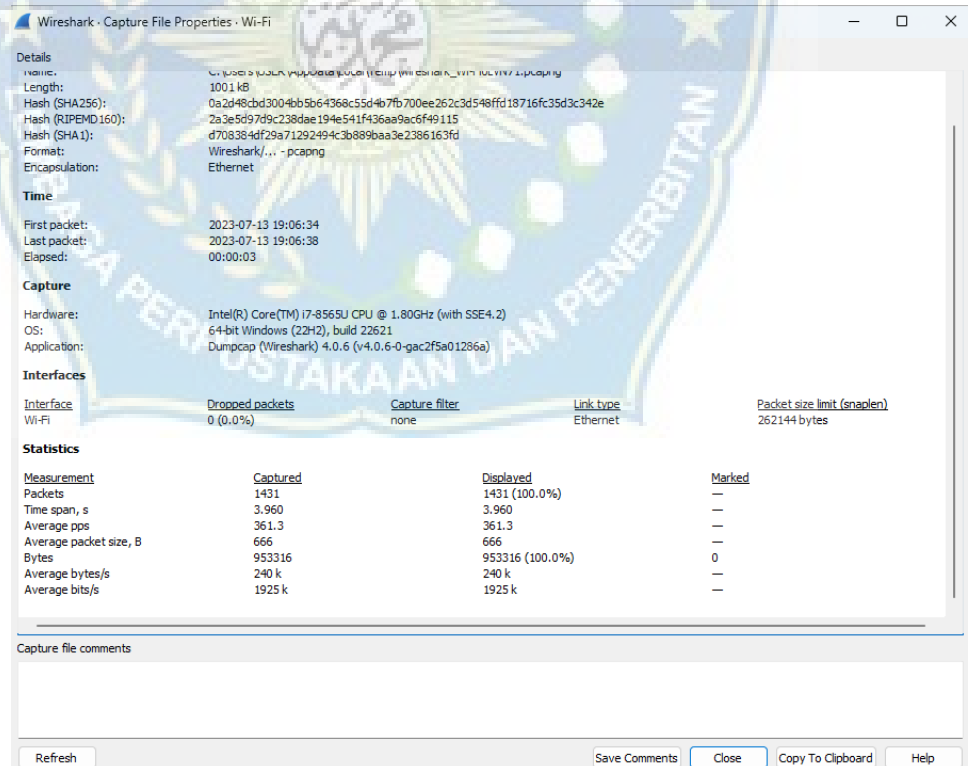 Wireshark · Capture File Properties · Wi-Fi
Details
Name:
Length: 1001 kB
Hash (SHA256): 0a2d48cbd3004bb5b64368c55d4b7fb700ee262c3d548ffd18716fc35d3c342e
Hash (RIPEMD160): 2a3e5d97d9c238dae194e541f436aa9ac6f49115
Hash (SHA1): d708384df29a71292494c3b889baa3e2386163fd
Format: Wireshark/... - pcapng
Encapsulation: Ethernet
Time
First packet: 2023-07-13 19:06:34
Last packet: 2023-07-13 19:06:38
Elapsed: 00:00:03
Capture
Hardware: Intel(R) Core(TM) i7-8565U CPU @ 1.80GHz (with SSE4.2)
OS: 64-bit Windows (22H2), build 22621
Application: Dumpcap (Wireshark) 4.0.6 (v4.0.6-0-gac2f5a01286a)
Interfaces
Interface Dropped packets Capture filter Link type Packet size limit (snaplen)
Wi-Fi 0 (0.0%) none Ethernet 262144 bytes
Statistics
Measurement Captured Displayed Marked
Packets 1431 1431 (100.0%) —
Time span, s 3.960 3.960 —
Average pps 361.3 361.3 —
Average packet size, B 666 666 —
Bytes 953316 953316 (100.0%) 0
Average bytes/s 240 k 240 k —
Average bits/s 1925 k 1925 k —
Capture file comments
Refresh Save Comments Close Copy To Clipboard Help
PERPUSTAKAAN DAN PENERBITAN